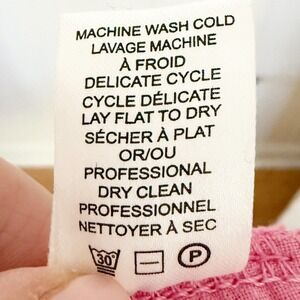 MACHINE WASH COLD
LAVAGE MACHINE
À FROID
DELICATE CYCLE
CYCLE DÉLICATE
LAY FLAT TO DRY
SÉCHER À PLAT
OR/OU
PROFESSIONAL
DRY CLEAN
PROFESSIONNEL
NETTOYER À SEC
30° P